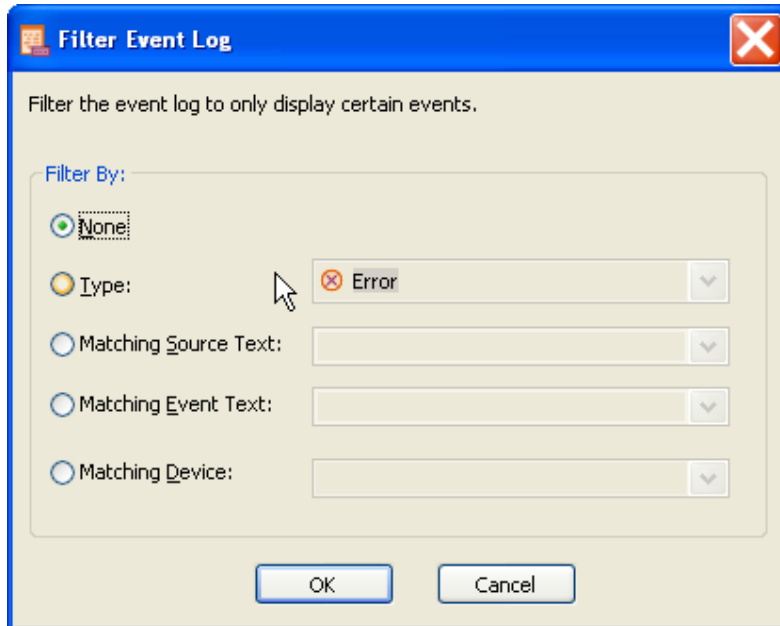 Filter Event Log
Filter the event log to only display certain events.
Filter By:
None
Type: Error
Matching Source Text:
Matching Event Text:
Matching Device:
OK Cancel